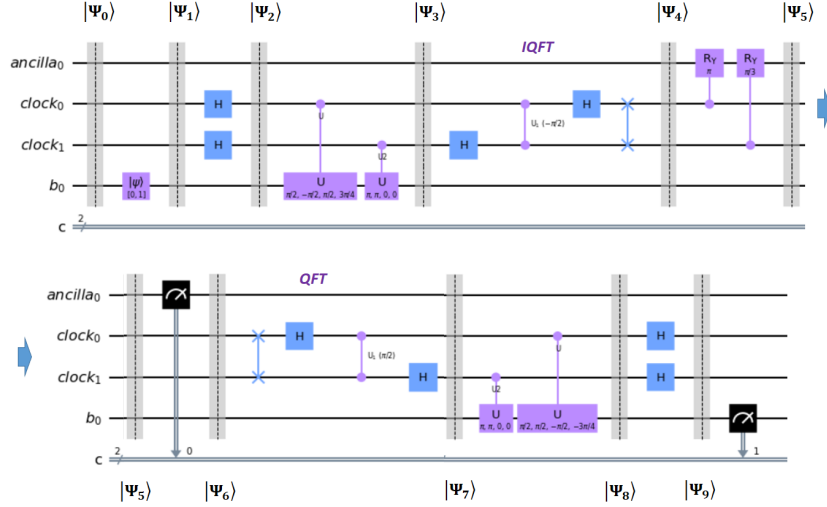 |Ψ₀⟩ |Ψ₁⟩ |Ψ₂⟩ |Ψ₃⟩ |Ψ₄⟩ |Ψ₅⟩
IQFT
ancilla₀ R_Y π R_Y π/3
clock₀ H U H
U₁ (−π/2)
clock₁ H U2 H
b₀ |ψ⟩ [0, 1] U π/2, −π/2, π/2, 3π/4 U π, π, 0, 0
c 2
QFT
ancilla₀
clock₀ H U
U₁ (π/2)
clock₁ H U2 H H
b₀ U π, π, 0, 0 U π/2, π/2, −π/2, −3π/4
c 2 0 1
|Ψ₅⟩ |Ψ₆⟩ |Ψ₇⟩ |Ψ₈⟩ |Ψ₉⟩